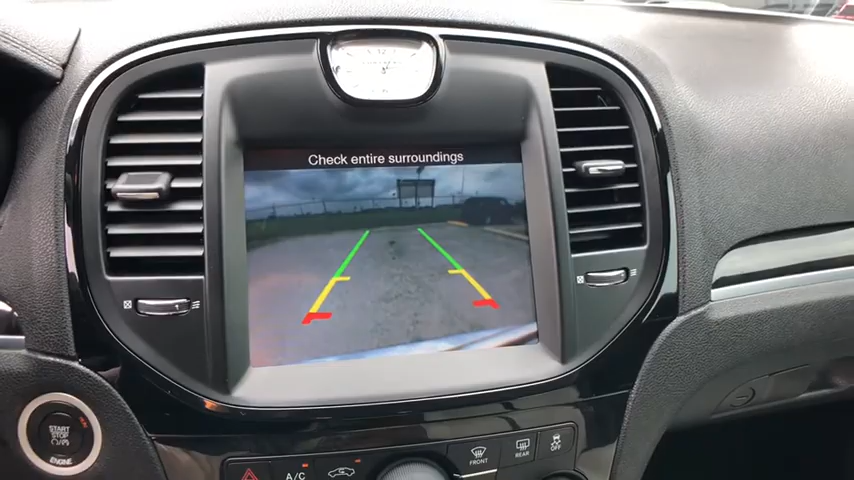 Check entire surroundings
START
STOP
ENGINE
A/C
FRONT
REAR
OFF